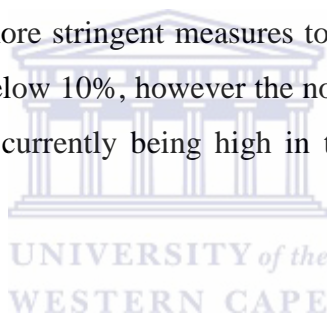 ore stringent measures to
elow 10%, however the no
currently being high in t
UNIVERSITY of the
WESTERN CAPE